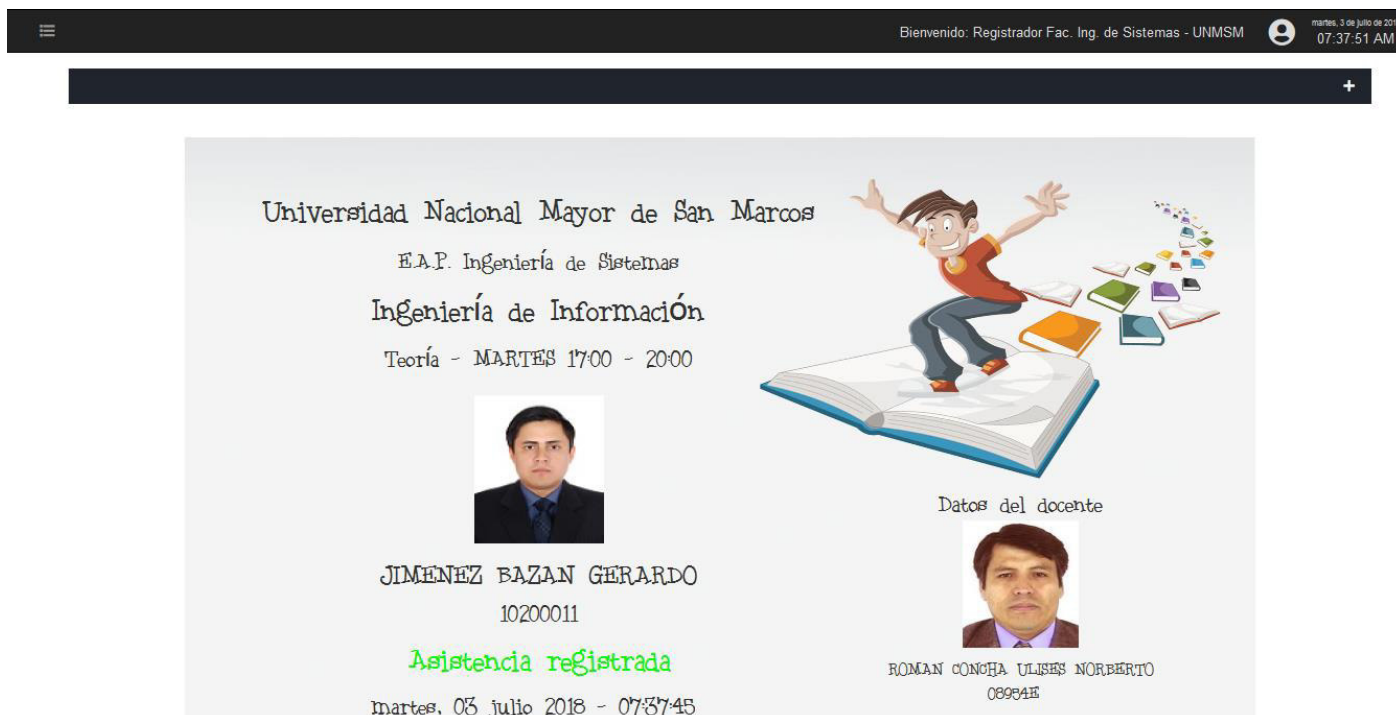 Bienvenido: Registrador Fac. Ing. de Sistemas - UNMSM
martes, 3 de julio de 201
07:37:51 AM
+
Universidad Nacional Mayor de San Marcos
E.A.P. Ingeniería de Sistemas
Ingeniería de Información
Teoría - MARTES 17:00 - 20:00
JIMENEZ BAZAN GERARDO
10200011
Asistencia registrada
martes, 03 julio 2018 - 07:37:45
Datos del docente
ROMAN CONCHA ULISES NORBERTO
08954E